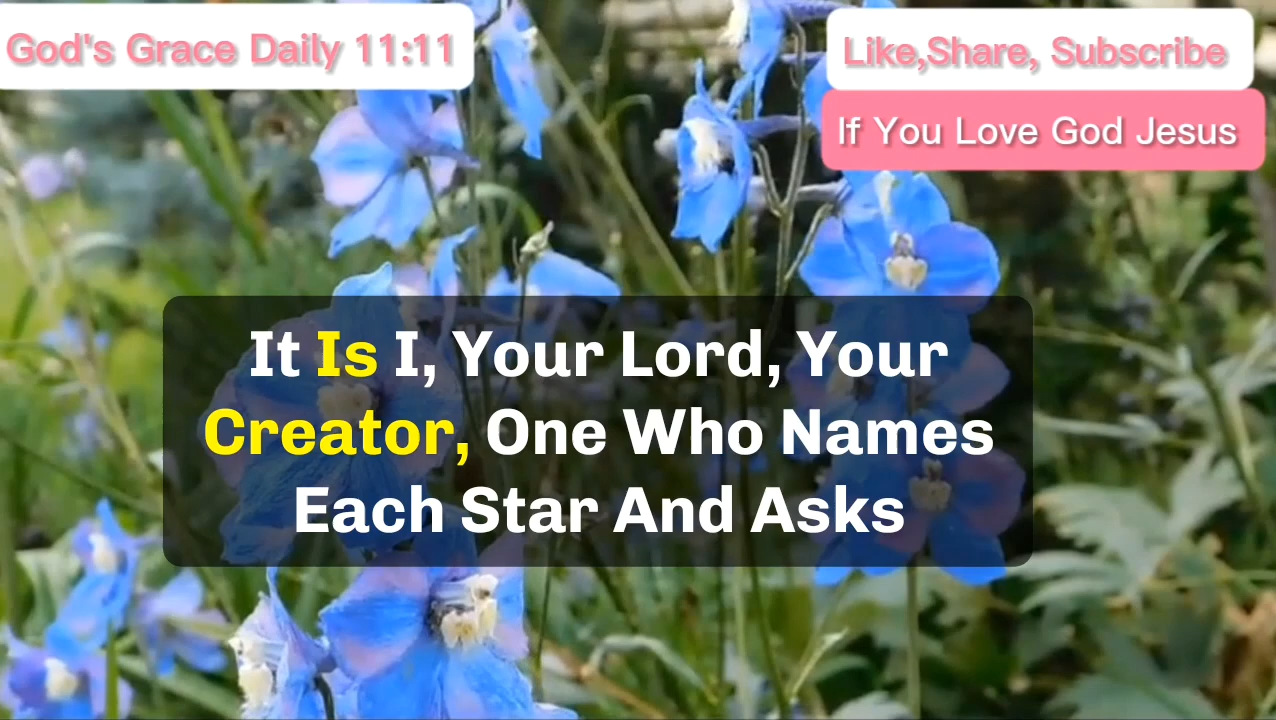 God's Grace Daily 11:11
Like,Share, Subscribe
If You Love God Jesus
It Is I, Your Lord, Your
Creator, One Who Names
Each Star And Asks